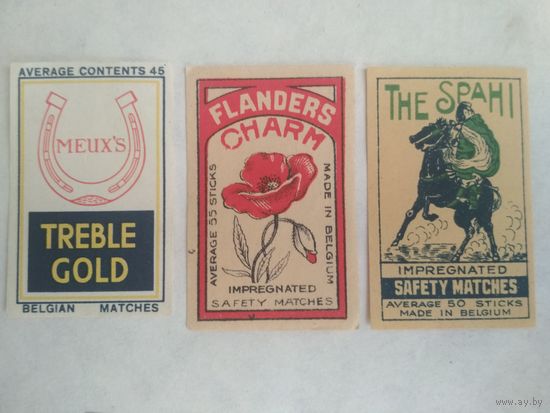 AVERAGE CONTENTS 45
MEUX'S
TREBLE
GOLD
BELGIAN MATCHES
FLANDERS
CHARM
AVERAGE 55 STICKS
MADE IN BELGIUM
IMPREGNATED
SAFETY MATCHES
THE SPAHI
IMPREGNATED
SAFETY MATCHES
AVERAGE 50 STICKS
MADE IN BELGIUM
www.ay.by